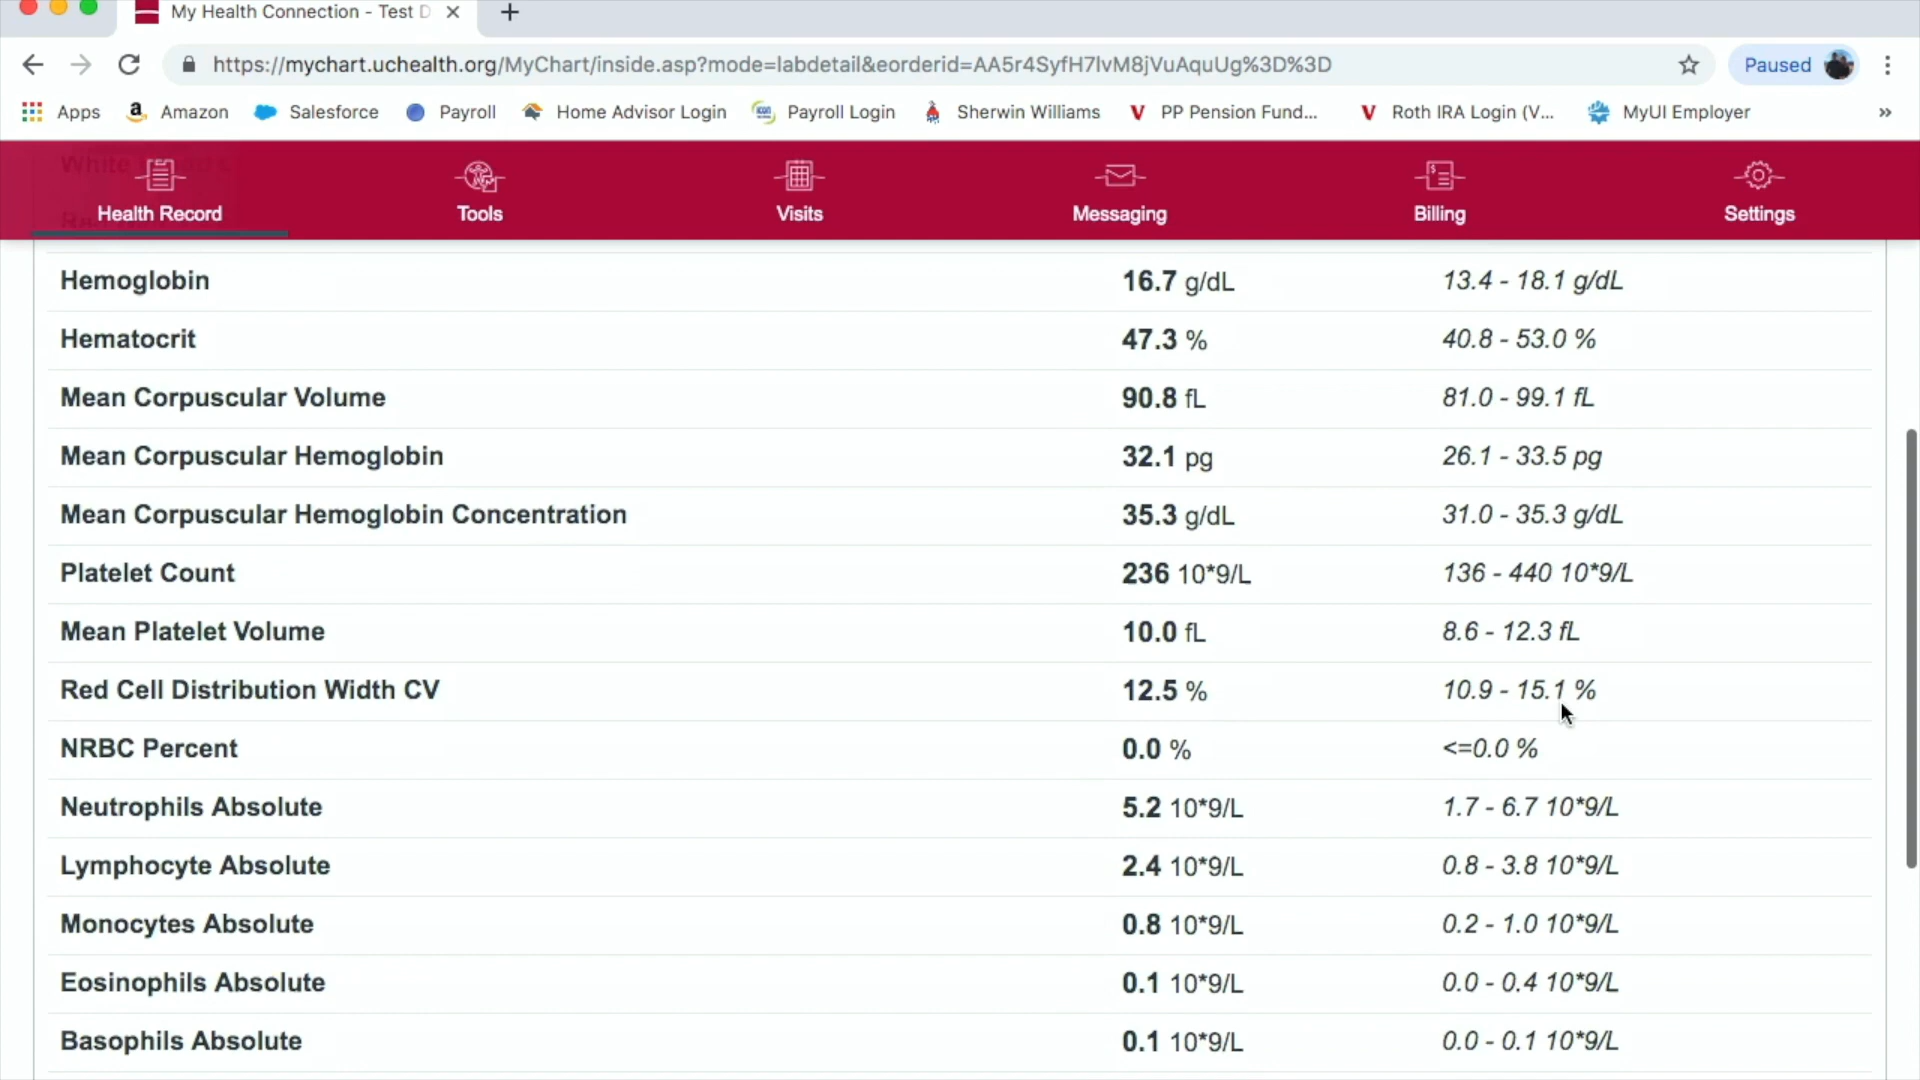 My Health Connection - Test D
https://mychart.uchealth.org/MyChart/inside.asp?mode=labdetail&eorderid=AA5r4SyfH7lvM8jVuAquUg%3D%3D
Paused
Apps Amazon Salesforce Payroll Home Advisor Login Payroll Login Sherwin Williams PP Pension Fund... Roth IRA Login (V... MyUI Employer »
White
Health Record Tools Visits Messaging Billing Settings
Hemoglobin 16.7 g/dL 13.4 - 18.1 g/dL
Hematocrit 47.3 % 40.8 - 53.0 %
Mean Corpuscular Volume 90.8 fL 81.0 - 99.1 fL
Mean Corpuscular Hemoglobin 32.1 pg 26.1 - 33.5 pg
Mean Corpuscular Hemoglobin Concentration 35.3 g/dL 31.0 - 35.3 g/dL
Platelet Count 236 10*9/L 136 - 440 10*9/L
Mean Platelet Volume 10.0 fL 8.6 - 12.3 fL
Red Cell Distribution Width CV 12.5 % 10.9 - 15.1 %
NRBC Percent 0.0 % <=0.0 %
Neutrophils Absolute 5.2 10*9/L 1.7 - 6.7 10*9/L
Lymphocyte Absolute 2.4 10*9/L 0.8 - 3.8 10*9/L
Monocytes Absolute 0.8 10*9/L 0.2 - 1.0 10*9/L
Eosinophils Absolute 0.1 10*9/L 0.0 - 0.4 10*9/L
Basophils Absolute 0.1 10*9/L 0.0 - 0.1 10*9/L